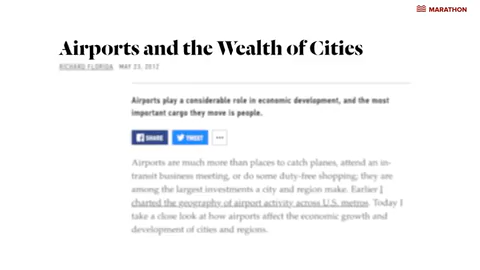 MARATHON
Airports and the Wealth of Cities
RICHARD FLORIDA MAY 23, 2012
Airports play a considerable role in economic development, and the most
important cargo they move is people.
SHARE TWEET
Airports are much more than places to catch planes, attend an in-
transit business meeting, or do some duty-free shopping; they are
among the largest investments a city and region make. Earlier I
charted the geography of airport activity across U.S. metros. Today I
take a close look at how airports affect the economic growth and
development of cities and regions.